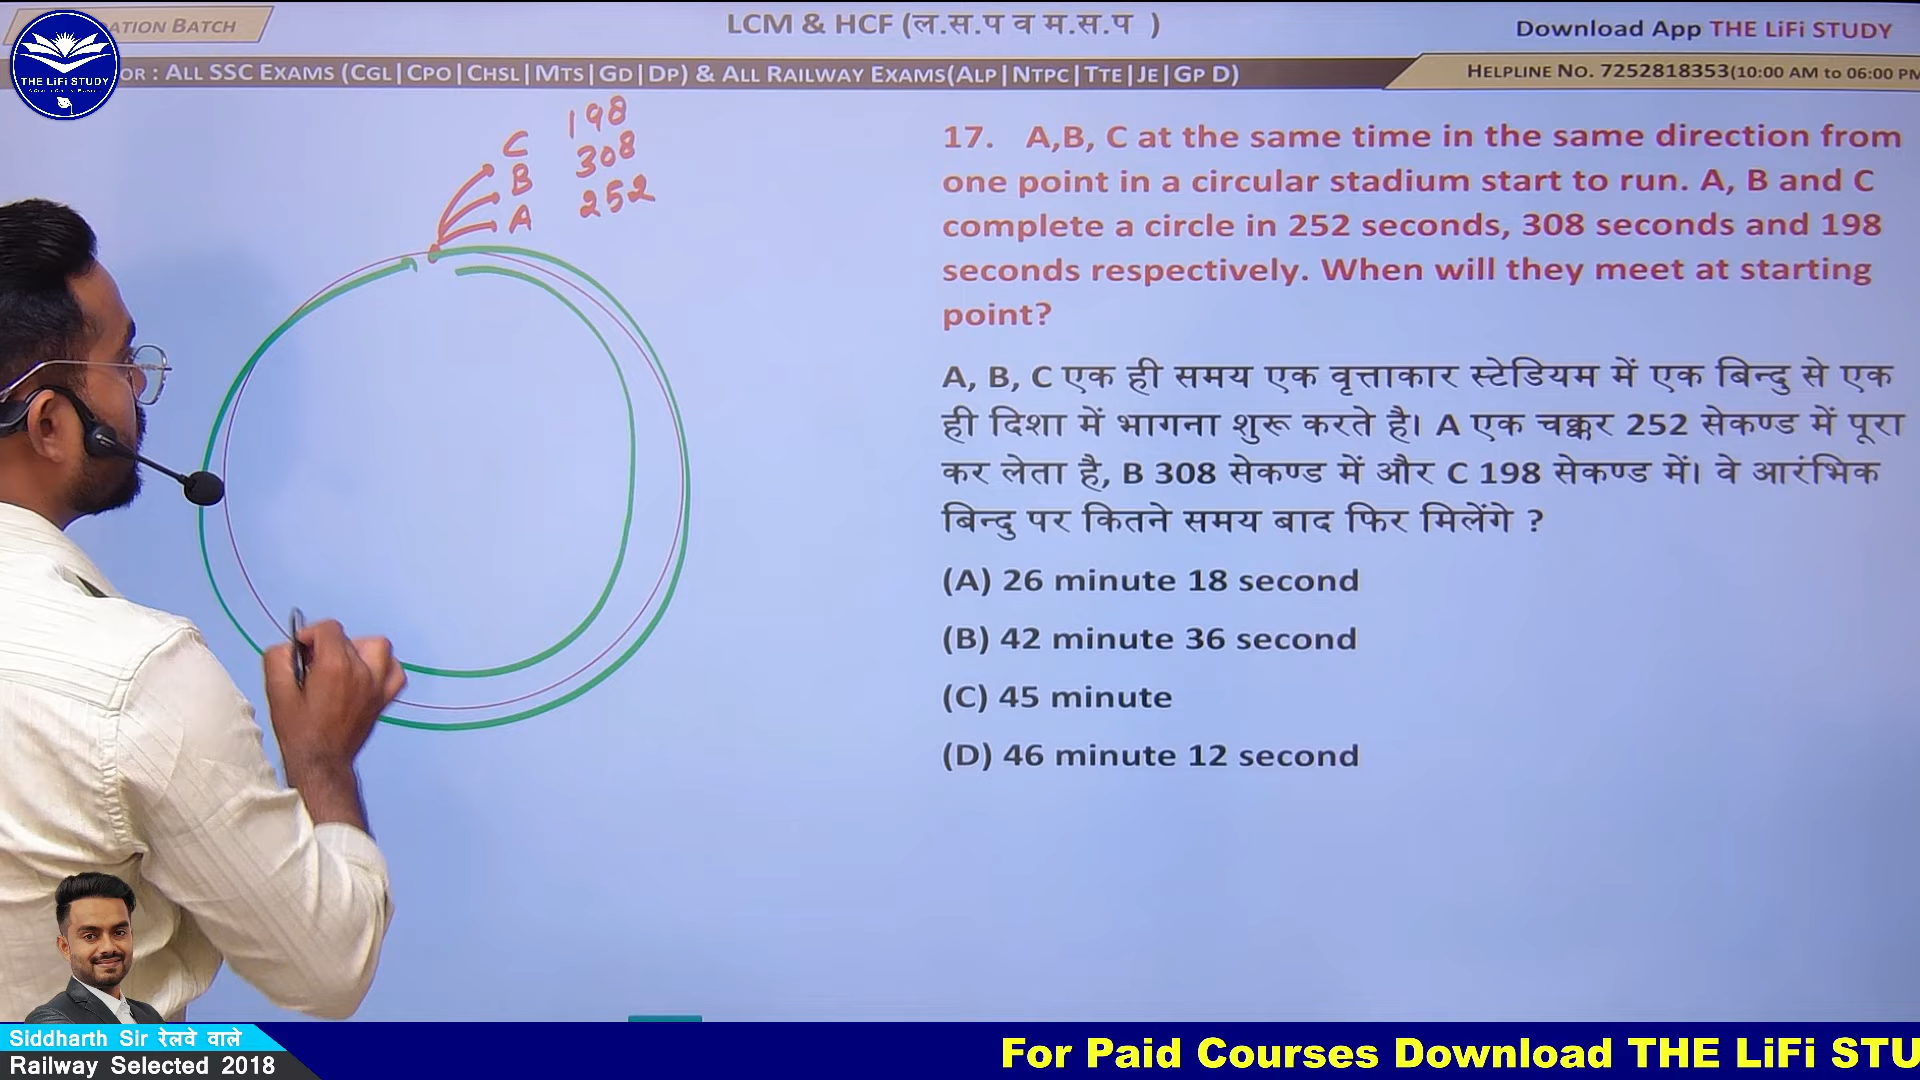 ATION BATCH
LCM & HCF (ल.स.प व म.स.प )
Download App THE LiFi STUDY
THE LiFi STUDY
OR : ALL SSC EXAMS (CGL|CPO|CHSL|MTS|GD|DP) & ALL RAILWAY EXAMS(ALP|NTPC|TTE|JE|GP D)
HELPLINE NO. 7252818353(10:00 AM TO 06:00 PM
C 198
B 308
A 252
17. A,B, C at the same time in the same direction from
one point in a circular stadium start to run. A, B and C
complete a circle in 252 seconds, 308 seconds and 198
seconds respectively. When will they meet at starting
point?
A, B, C एक ही समय एक वृत्ताकार स्टेडियम में एक बिन्दु से एक
ही दिशा में भागना शुरू करते है। A एक चक्कर 252 सेकण्ड में पूरा
कर लेता है, B 308 सेकण्ड में और C 198 सेकण्ड में। वे आरंभिक
बिन्दु पर कितने समय बाद फिर मिलेंगे ?
(A) 26 minute 18 second
(B) 42 minute 36 second
(C) 45 minute
(D) 46 minute 12 second
Siddharth Sir रेलवे वाले
Railway Selected 2018
For Paid Courses Download THE LiFi STU